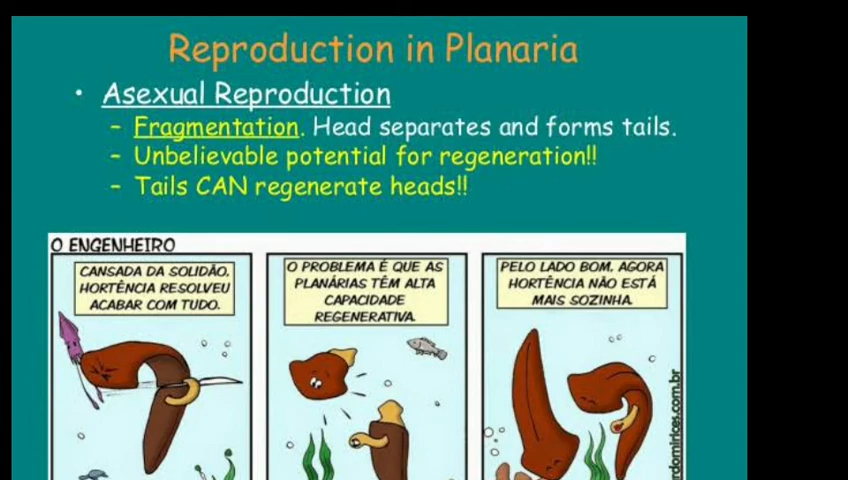 Reproduction in Planaria
• Asexual Reproduction
– Fragmentation. Head separates and forms tails.
– Unbelievable potential for regeneration!!
– Tails CAN regenerate heads!!
O ENGENHEIRO
CANSADA DA SOLIDÃO,
HORTÊNCIA RESOLVEU
ACABAR COM TUDO.
O PROBLEMA É QUE AS
PLANÁRIAS TÊM ALTA
CAPACIDADE
REGENERATIVA.
PELO LADO BOM, AGORA
HORTÊNCIA NÃO ESTÁ
MAIS SOZINHA.